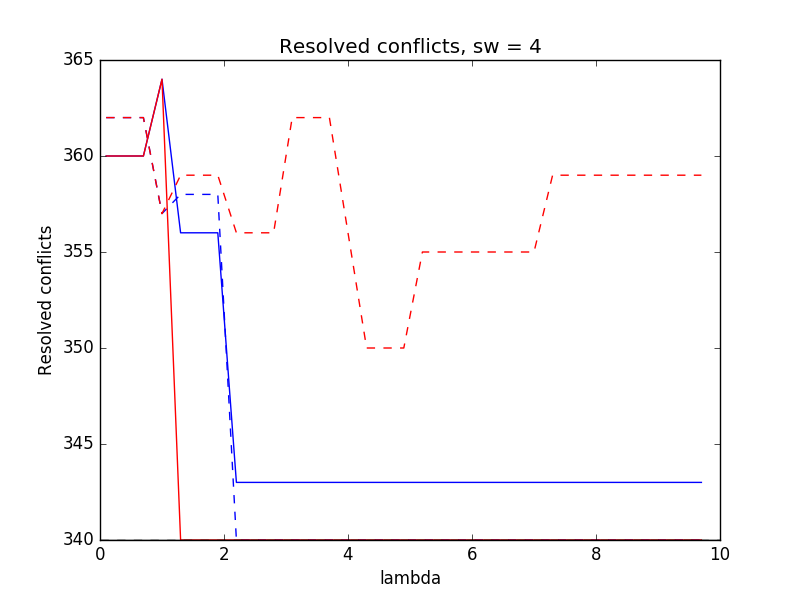 Resolved conflicts, sw = 4
365
360
355
350
345
340
Resolved conflicts
0 2 4 6 8 10
lambda